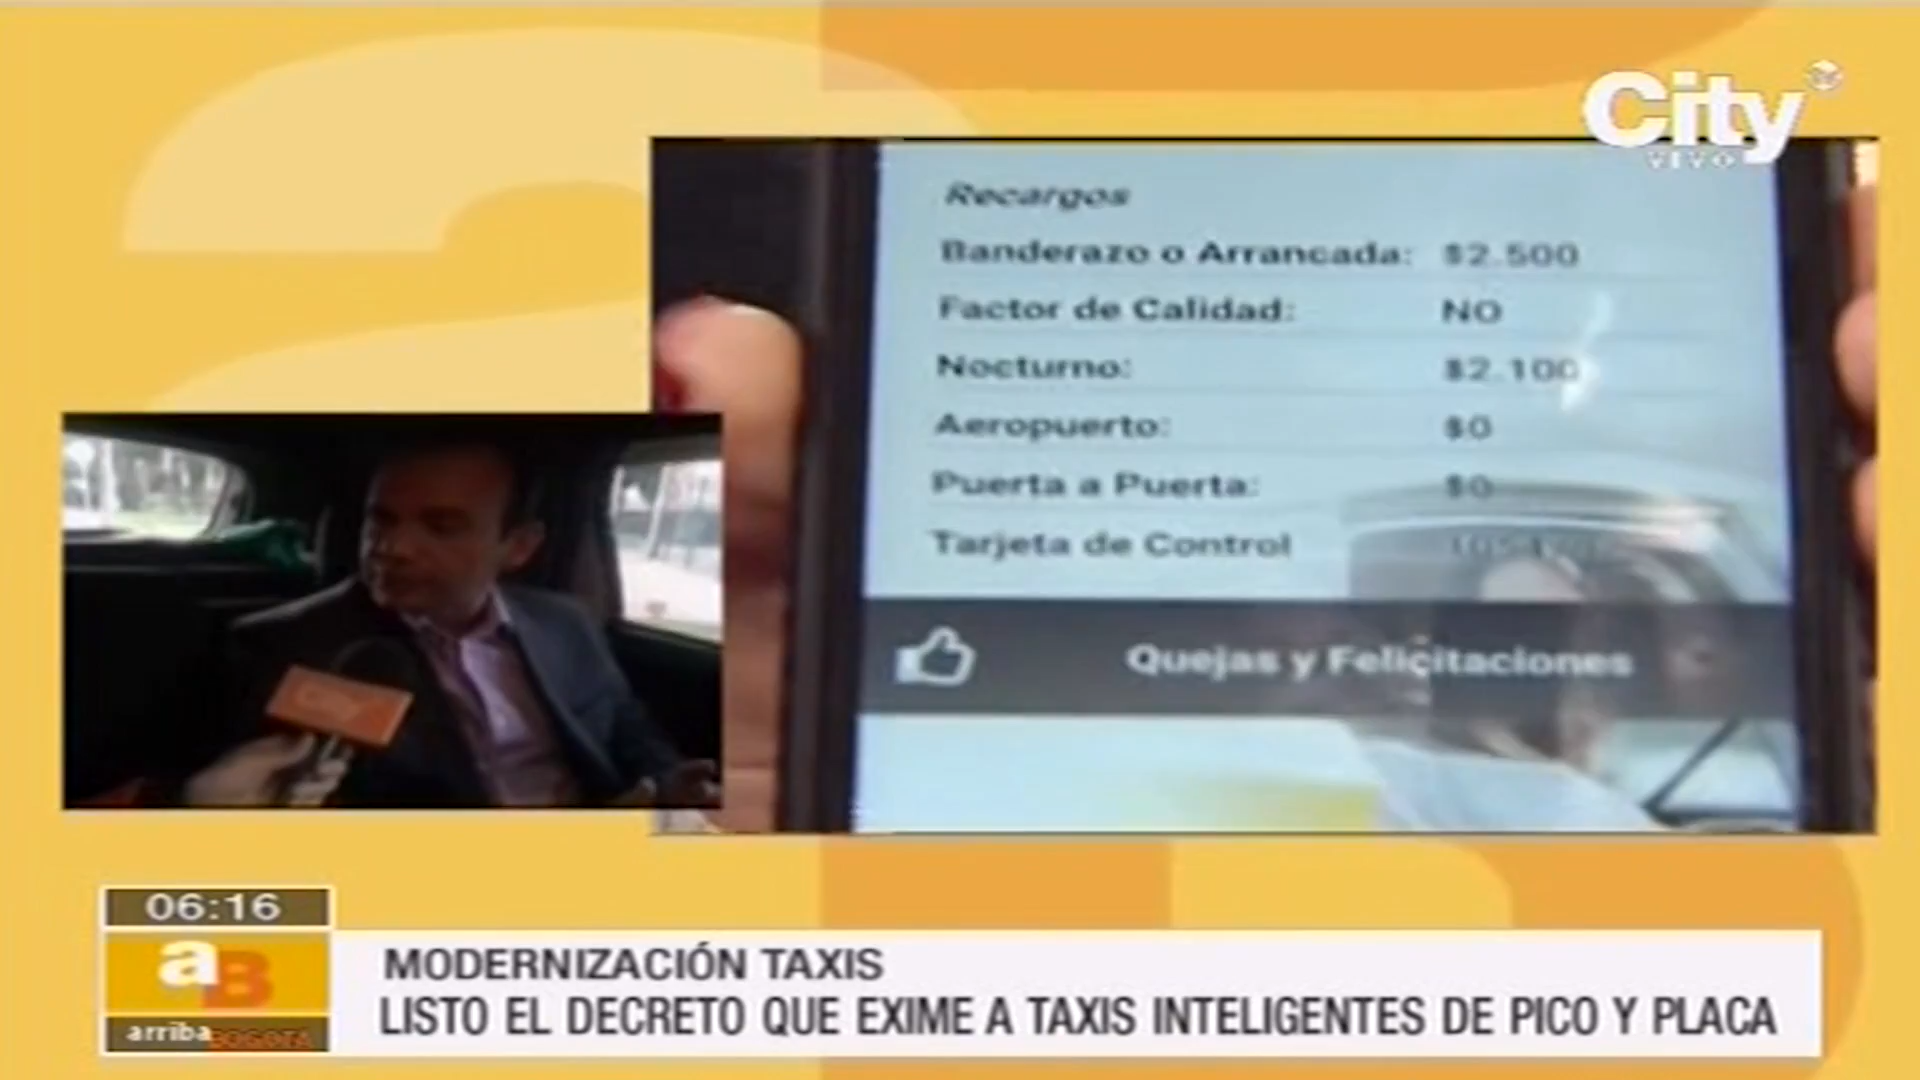 City
VIVO
Recargos
Banderazo o Arrancada: $2.500
Factor de Calidad: NO
Nocturno: $2.100
Aeropuerto: $0
Puerta a Puerta: $0
Tarjeta de Control
Quejas y Felicitaciones
06:16
aB
arriba BOGOTÁ
MODERNIZACIÓN TAXIS
LISTO EL DECRETO QUE EXIME A TAXIS INTELIGENTES DE PICO Y PLACA